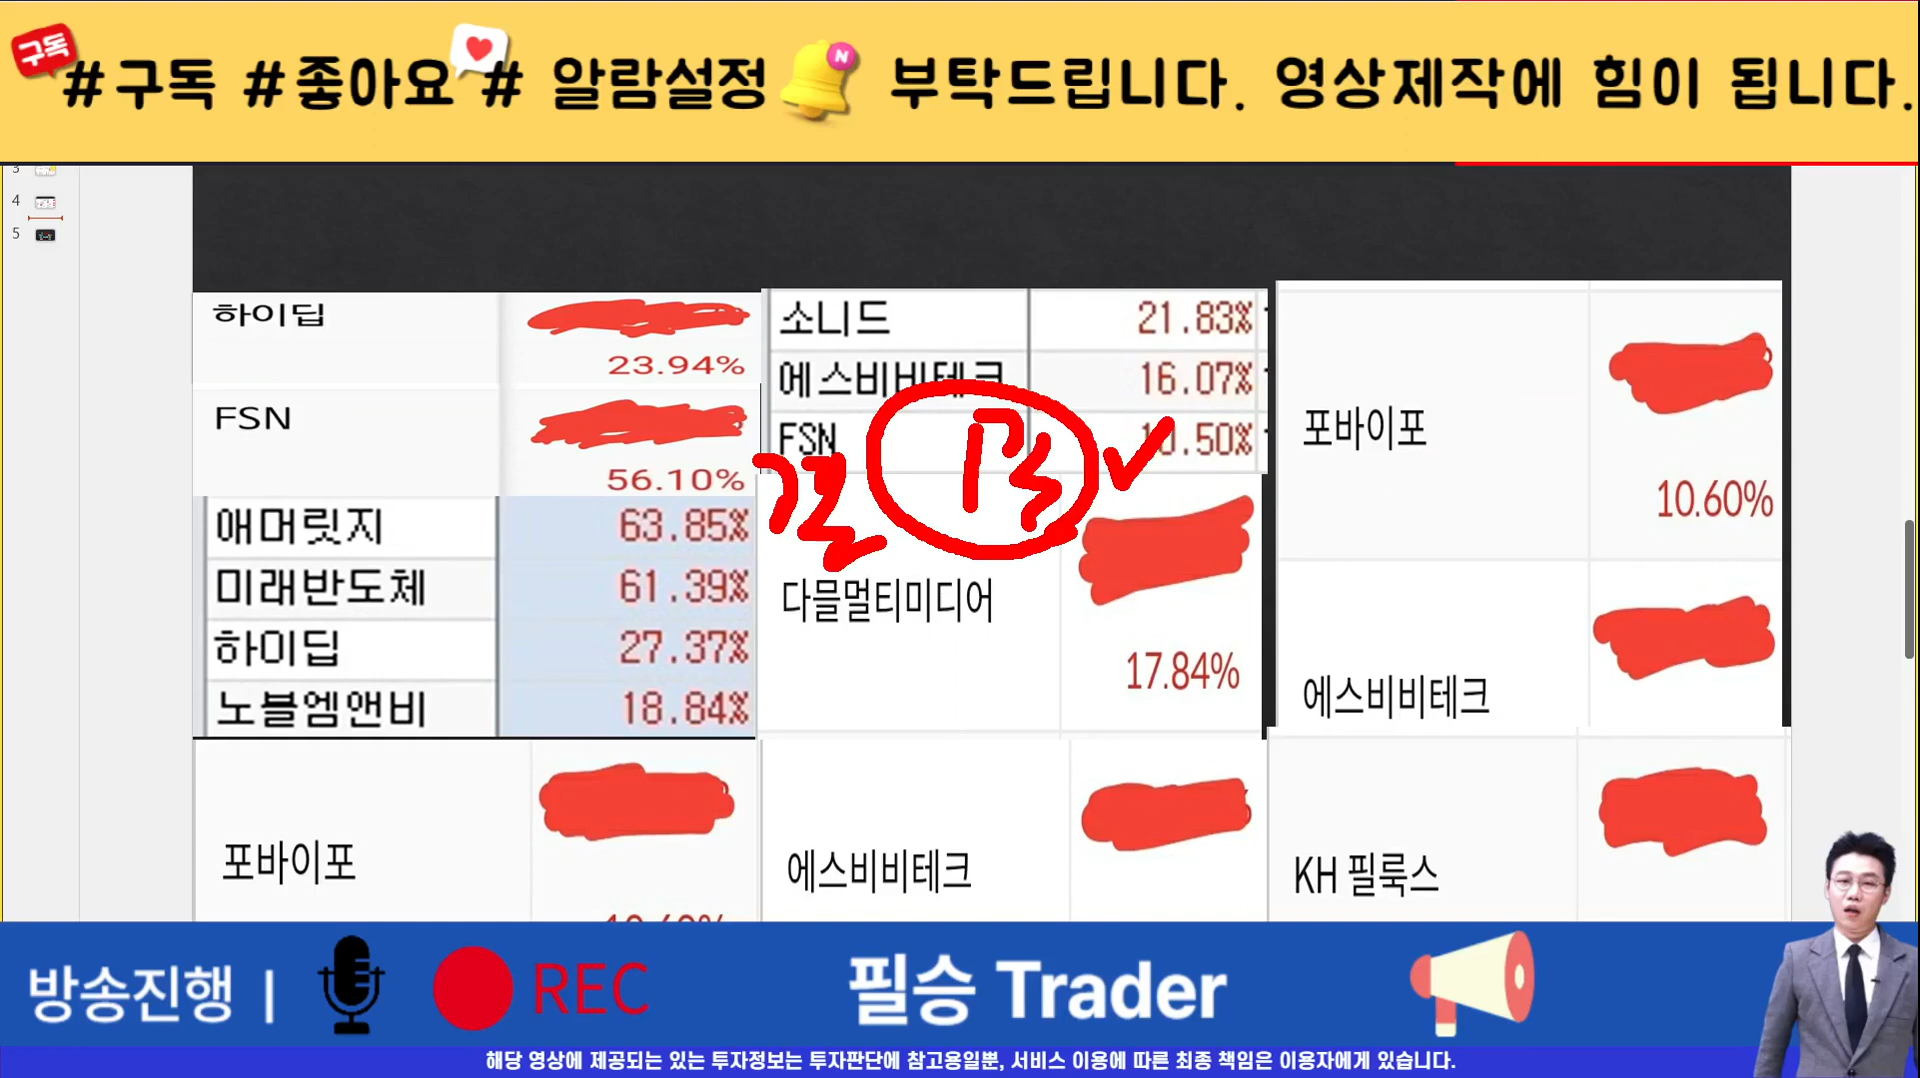 구독
#구독 #좋아요 # 알람설정 N 부탁드립니다. 영상제작에 힘이 됩니다.
3
4
5
하이딥
23.94%
FSN
56.10%
애머릿지 63.85%
미래반도체 61.39%
하이딥 27.37%
노블엠앤비 18.84%
소니드 21.83%
에스비비테크 16.07%
FSN .50%
다믈멀티미디어
17.84%
포바이포
10.60%
에스비비테크
포바이포
에스비비테크
KH 필룩스
방송진행 | REC 필승 Trader
해당 영상에 제공되는 있는 투자정보는 투자판단에 참고용일뿐, 서비스 이용에 따른 최종 책임은 이용자에게 있습니다.